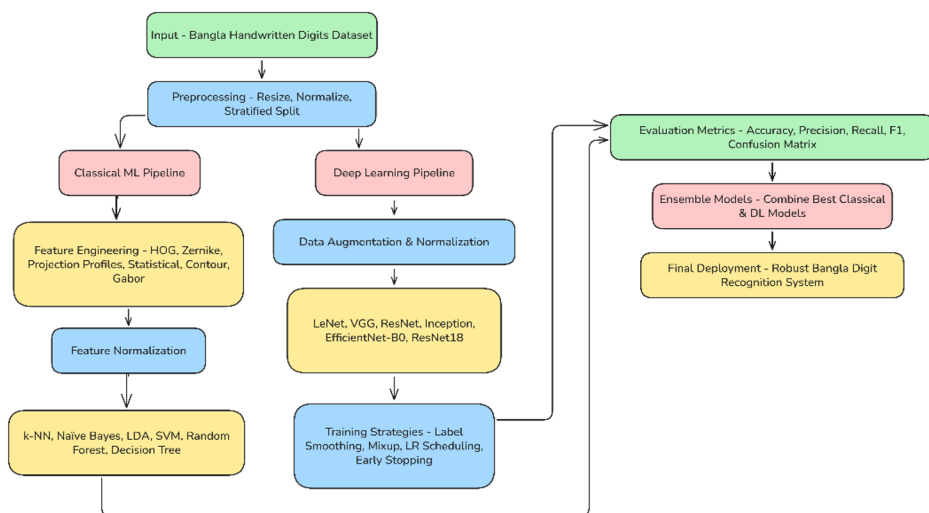 Input - Bangla Handwritten Digits Dataset
Preprocessing - Resize, Normalize,
Stratified Split
Classical ML Pipeline
Feature Engineering - HOG, Zernike,
Projection Profiles, Statistical, Contour,
Gabor
Feature Normalization
k-NN, Naïve Bayes, LDA, SVM, Random
Forest, Decision Tree
Deep Learning Pipeline
Data Augmentation & Normalization
LeNet, VGG, ResNet, Inception,
EfficientNet-B0, ResNet18
Training Strategies - Label
Smoothing, Mixup, LR Scheduling,
Early Stopping
Evaluation Metrics - Accuracy, Precision, Recall, F1,
Confusion Matrix
Ensemble Models - Combine Best Classical
& DL Models
Final Deployment - Robust Bangla Digit
Recognition System